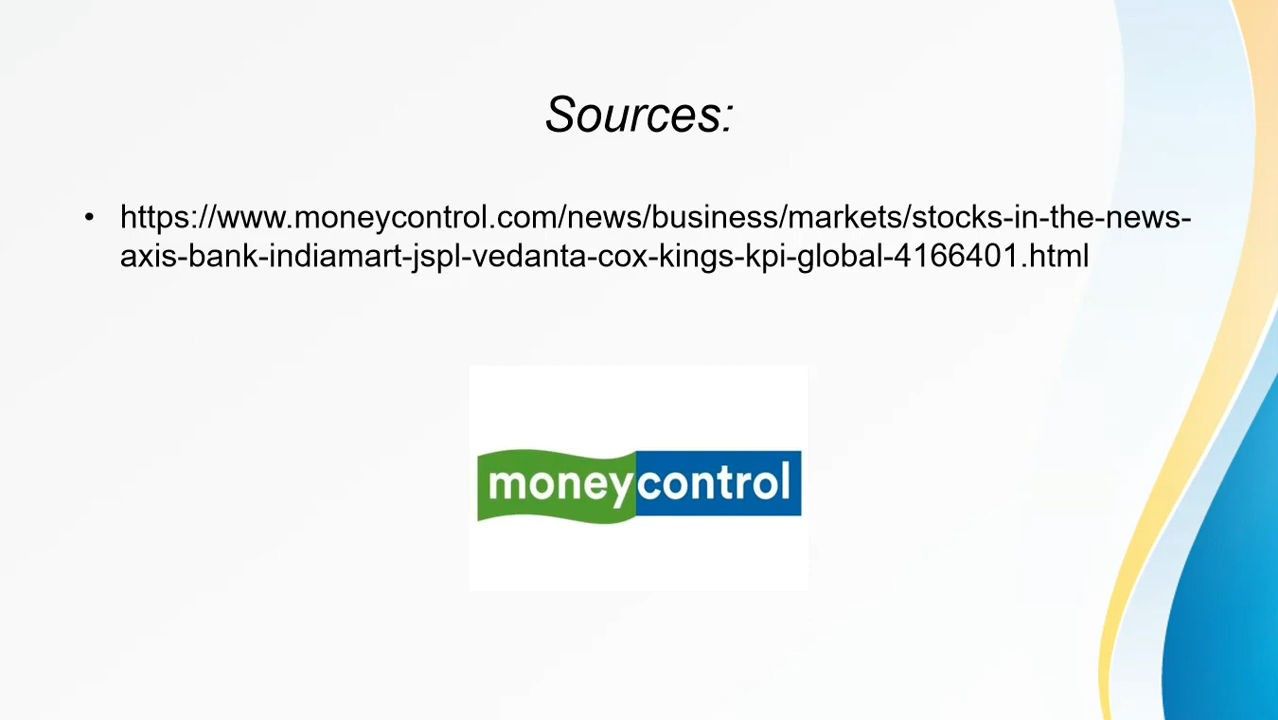 Sources:
• https://www.moneycontrol.com/news/business/markets/stocks-in-the-news-
axis-bank-indiamart-jspl-vedanta-cox-kings-kpi-global-4166401.html
moneycontrol